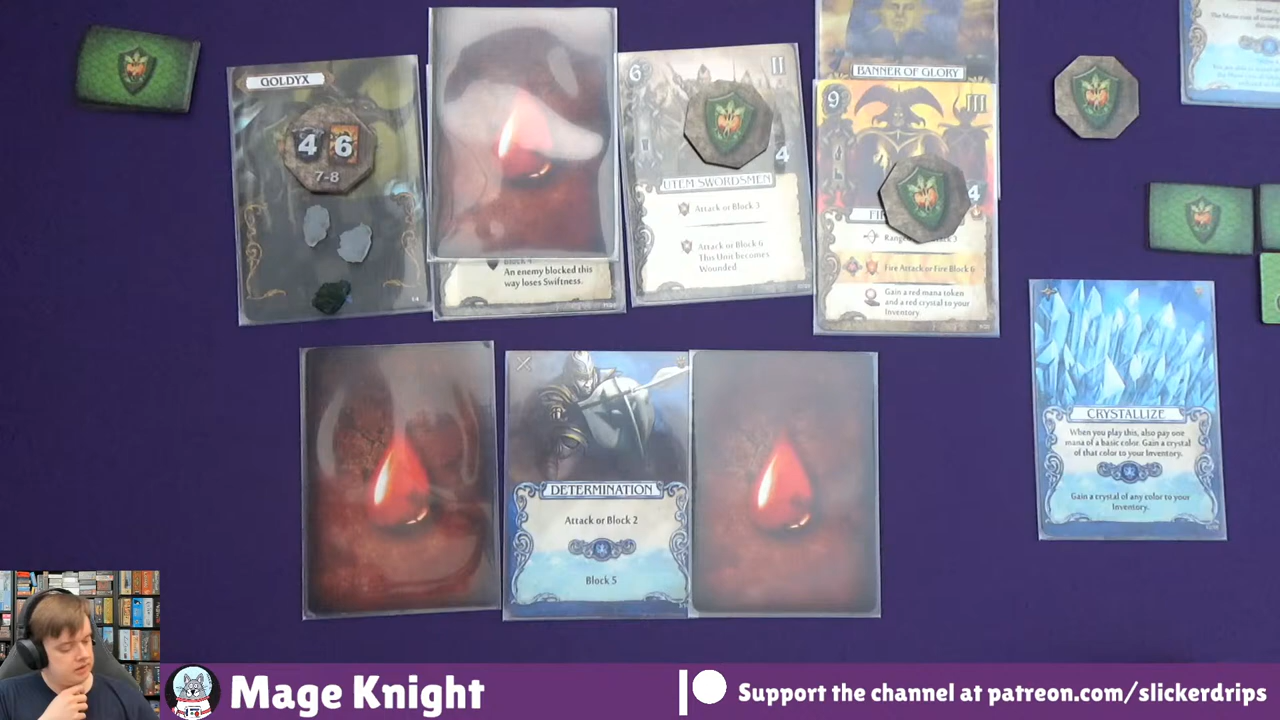 GOLDYX
4 6
7-8
An enemy blocked this
way loses Swiftness.
6
II
4
UTEM SWORDSMEN
Attack or Block 3
Attack or Block 6
This Unit becomes
Wounded
BANNER OF GLORY
9
III
4
Fire Attack or Fire Block 6
Gain a red mana token
and a red crystal to your
Inventory.
DETERMINATION
Attack or Block 2
Block 5
CRYSTALLIZE
When you play this, also pay one
mana of a basic color. Gain a crystal
of that color to your Inventory.
Gain a crystal of any color to your
Inventory.
Mage Knight
Support the channel at patreon.com/slickerdrips